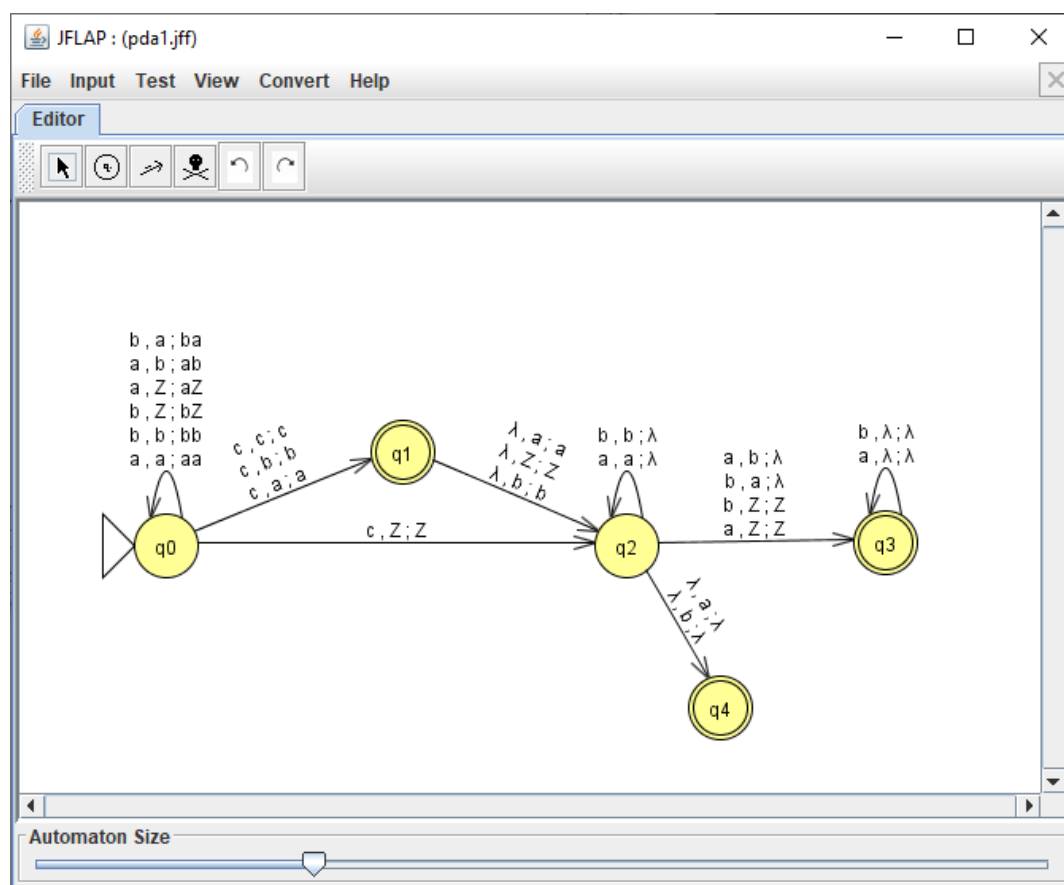 JFLAP : (pda1.jff)
File Input Test View Convert Help
Editor
q
b , a ; ba
a , b ; ab
a , Z ; aZ
b , Z ; bZ
b , b ; bb
a , a ; aa
q0
c , c ; c
c , b ; b
c , a ; a
q1
λ , a ; a
λ , Z ; Z
λ , b ; b
c , Z ; Z
b , b ; λ
a , a ; λ
q2
a , b ; λ
b , a ; λ
b , Z ; Z
a , Z ; Z
b , λ ; λ
a , λ ; λ
q3
λ , a ; λ
λ , b ; λ
q4
Automaton Size